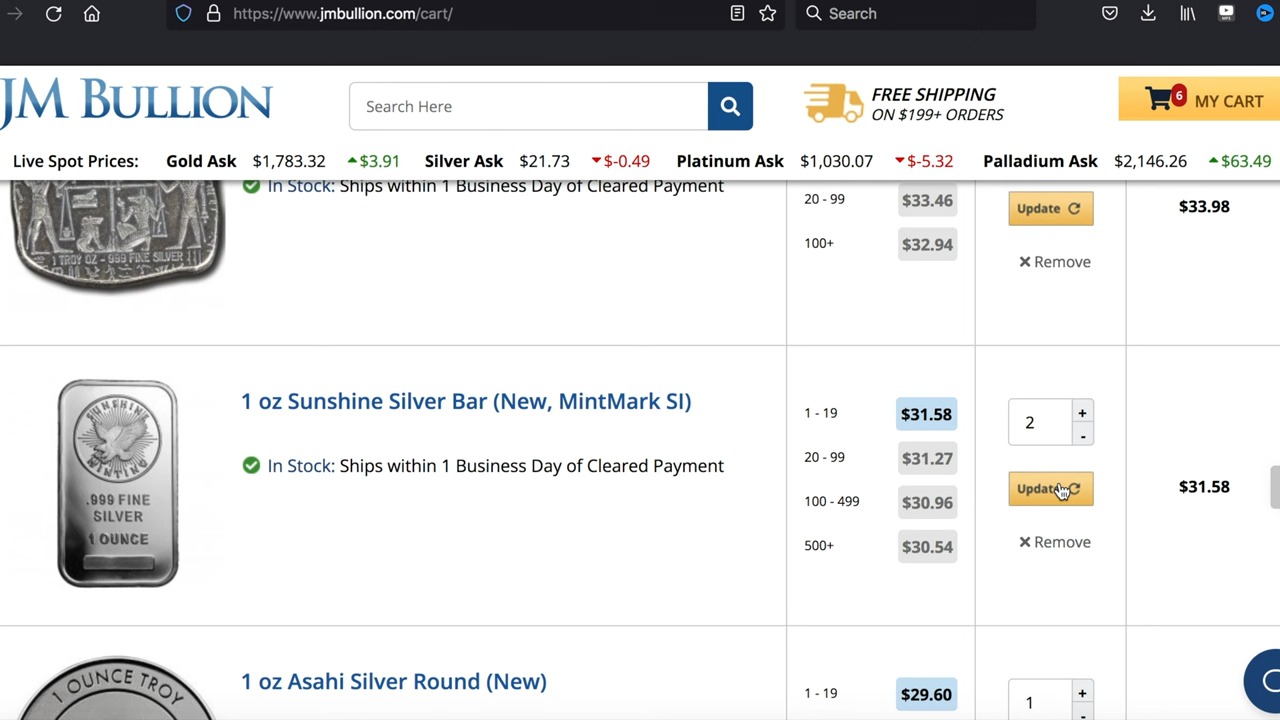 https://www.jmbullion.com/cart/
Search
JM BULLION
Search Here
FREE SHIPPING
ON $199+ ORDERS
6
MY CART
Live Spot Prices: Gold Ask $1,783.32 $3.91 Silver Ask $21.73 $-0.49 Platinum Ask $1,030.07 $-5.32 Palladium Ask $2,146.26 $63.49
In Stock: Ships within 1 Business Day of Cleared Payment
1 TROY OZ - 999 FINE SILVER
20 - 99 $33.46
100+ $32.94
Update
Remove
$33.98
SUNSHINE
MINTING
.999 FINE
SILVER
1 OUNCE
1 oz Sunshine Silver Bar (New, MintMark SI)
In Stock: Ships within 1 Business Day of Cleared Payment
1 - 19 $31.58
20 - 99 $31.27
100 - 499 $30.96
500+ $30.54
2
+
-
Update
Remove
$31.58
1 OUNCE TROY
1 oz Asahi Silver Round (New)
1 - 19 $29.60
1
+
-